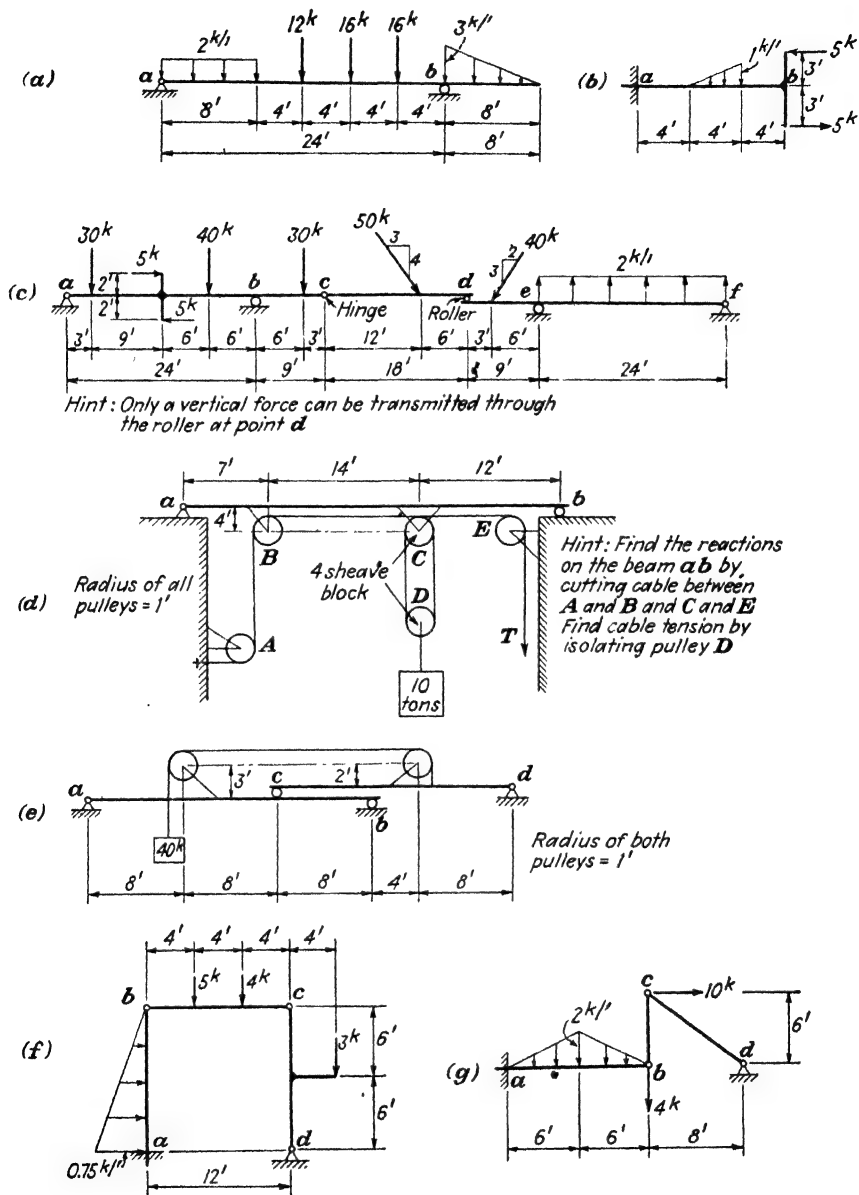 12k 16k 16k 3k/'
2k/'
(a) a b
8' 4' 4' 4' 4' 8'
24' 8'
(b) a 1k/' b 5k
3'
3'
5k
4' 4' 4'
50k
30k 5k 40k 30k 3 4 2 3 40k 2k/'
(c) a 2' 2' 5k b c d e f
Hinge Roller
3' 9' 6' 6' 6' 3' 12' 6' 3' 6'
24' 9' 18' 9' 24'
Hint: Only a vertical force can be transmitted through
the roller at point d
7' 14' 12'
a b
4'
B C E
4 sheave
block
D
Radius of all
pulleys = 1'
(d)
A T
10
tons
Hint: Find the reactions
on the beam ab by
cutting cable between
A and B and C and E
Find cable tension by
isolating pulley D
(e) a 3' c 2' d
b
40k
Radius of both
pulleys = 1'
8' 8' 8' 4' 8'
4' 4' 4' 4'
5k 4k
b c
(f) 3k 6'
6'
a d
0.75k/'
12'
c 10k
2k/' 6'
(g) a b d
4k
6' 6' 8'